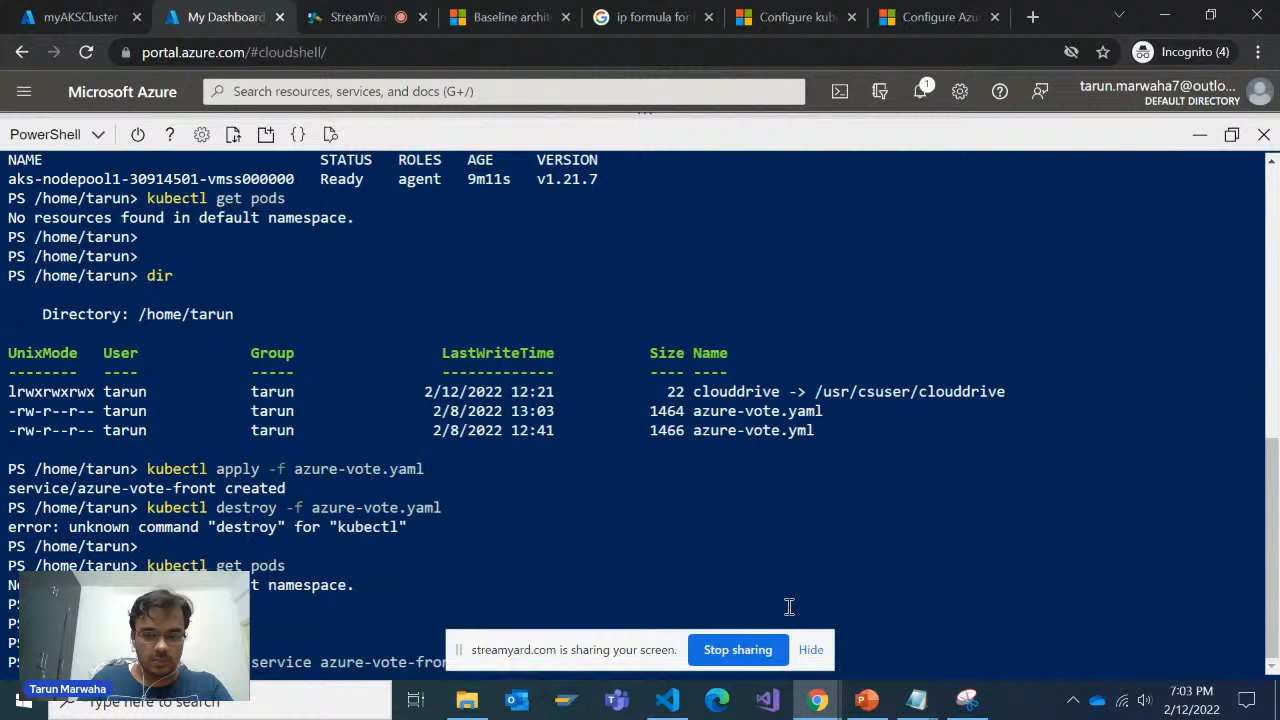 myAKSCluster
My Dashboard
StreamYar
Baseline archit
ip formula for
Configure kub
Configure Azu
portal.azure.com/#cloudshell/
Incognito (4)
Microsoft Azure
Search resources, services, and docs (G+/)
1
tarun.marwaha7@outlo...
DEFAULT DIRECTORY
PowerShell
NAME STATUS ROLES AGE VERSION
aks-nodepool1-30914501-vmss000000 Ready agent 9m11s v1.21.7
PS /home/tarun> kubectl get pods
No resources found in default namespace.
PS /home/tarun>
PS /home/tarun>
PS /home/tarun> dir
Directory: /home/tarun
UnixMode User Group LastWriteTime Size Name
-------- ---- ----- ------------- ---- ----
lrwxrwxrwx tarun tarun 2/12/2022 12:21 22 clouddrive -> /usr/csuser/clouddrive
-rw-r--r-- tarun tarun 2/8/2022 13:03 1464 azure-vote.yaml
-rw-r--r-- tarun tarun 2/8/2022 12:41 1466 azure-vote.yml
PS /home/tarun> kubectl apply -f azure-vote.yaml
service/azure-vote-front created
PS /home/tarun> kubectl destroy -f azure-vote.yaml
error: unknown command "destroy" for "kubectl"
PS /home/tarun>
PS /home/tarun> kubectl get pods
No t namespace.
PS
PS
PS
PS service azure-vote-fron
streamyard.com is sharing your screen.
Stop sharing
Hide
Tarun Marwaha
Type here to search
7:03 PM
2/12/2022